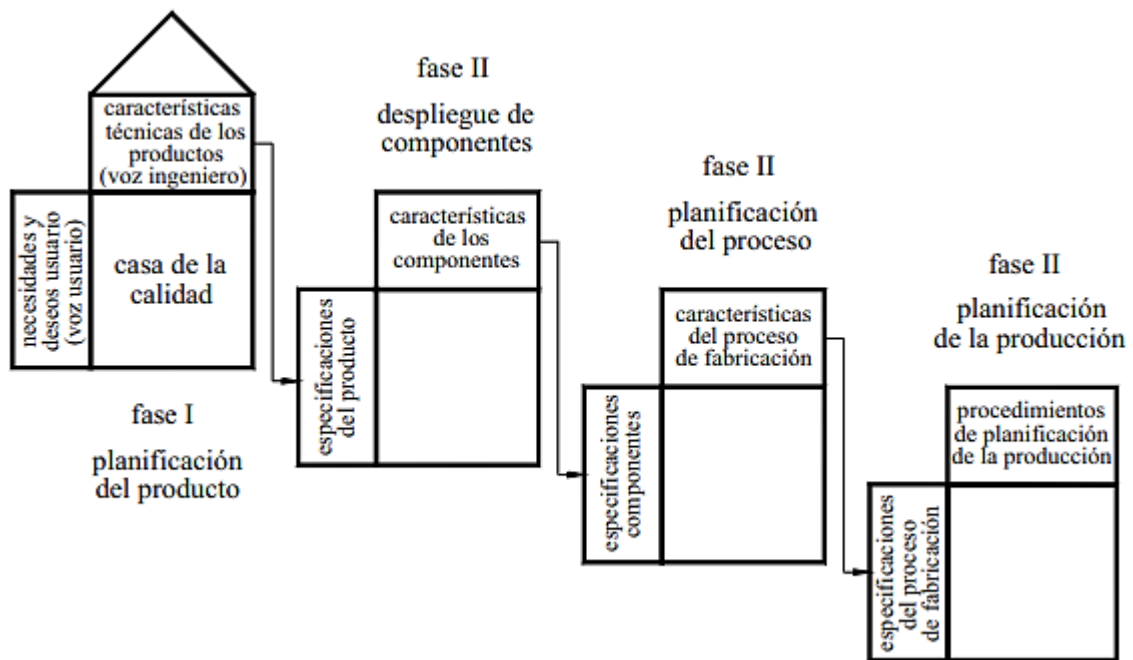 características
técnicas de los
productos
(voz ingeniero)
necesidades y
deseos usuario
(voz usuario)
casa de la
calidad
fase I
planificación
del producto
fase II
despliegue de
componentes
características
de los
componentes
especificaciones
del producto
fase II
planificación
del proceso
características
del proceso
de fabricación
especificaciones
componentes
fase II
planificación
de la producción
procedimientos
de planificación
de la producción
especificaciones
del proceso
de fabricación